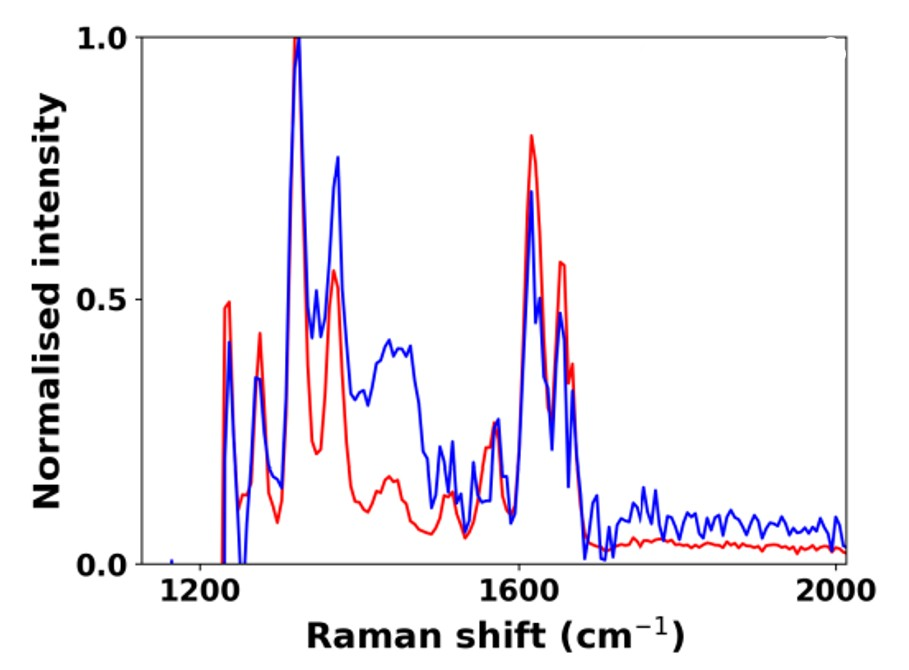 1.0
0.5
0.0
Normalised intensity
1200 1600 2000
Raman shift (cm⁻¹)